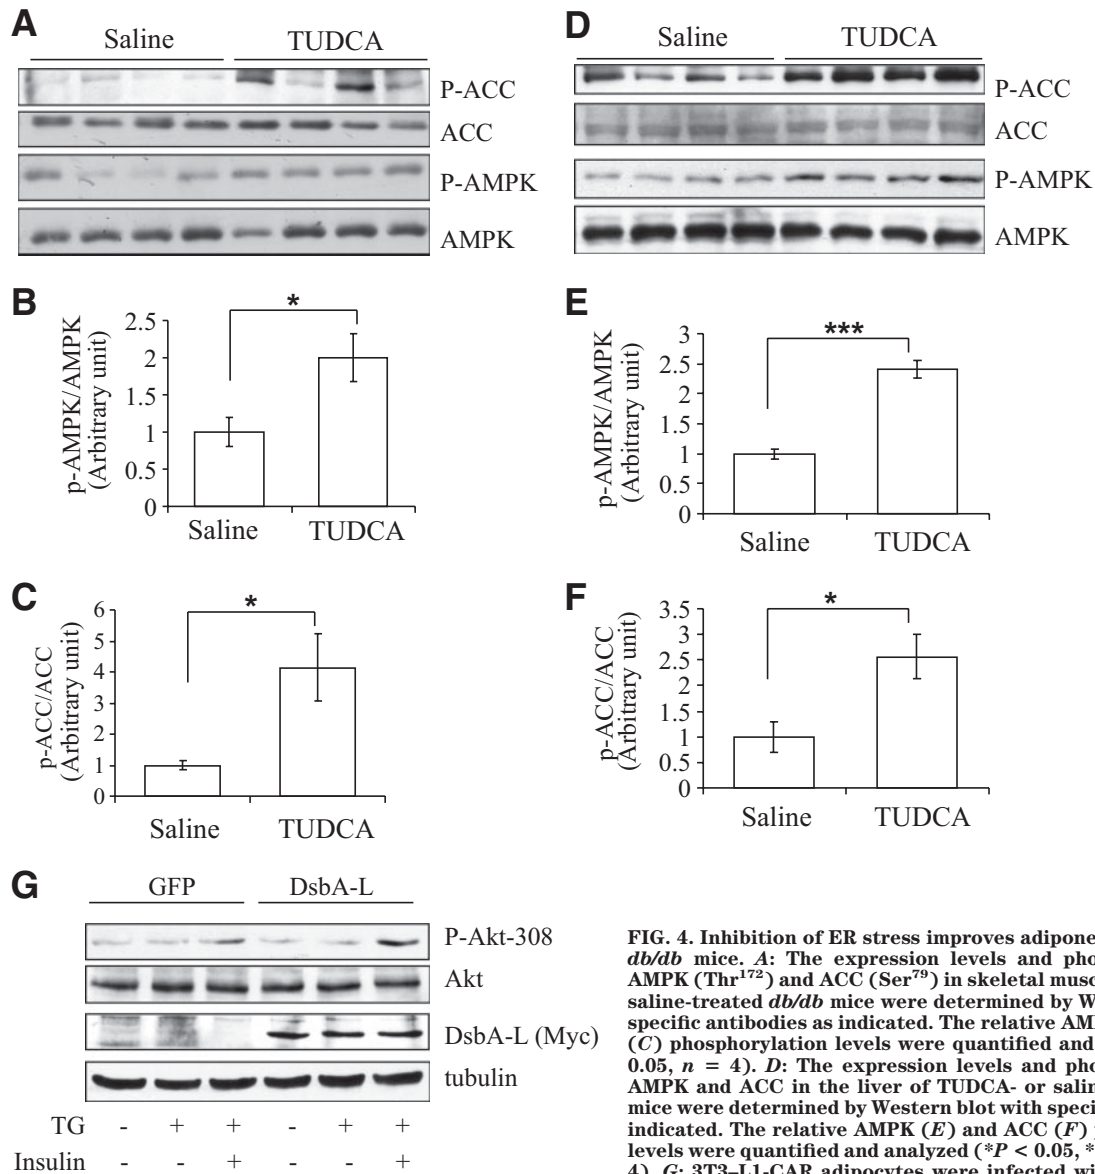 A
Saline TUDCA
P-ACC
ACC
P-AMPK
AMPK
D
Saline TUDCA
P-ACC
ACC
P-AMPK
AMPK
B
p-AMPK/AMPK
(Arbitrary unit)
2.5
2
1.5
1
0.5
0
*
Saline TUDCA
E
p-AMPK/AMPK
(Arbitrary unit)
3
2.5
2
1.5
1
0.5
0
***
Saline TUDCA
C
p-ACC/ACC
(Arbitrary unit)
6
5
4
3
2
1
0
*
Saline TUDCA
F
p-ACC/ACC
(Arbitrary unit)
3.5
3
2.5
2
1.5
1
0.5
0
*
Saline TUDCA
G
GFP DsbA-L
P-Akt-308
Akt
DsbA-L (Myc)
tubulin
TG - + + - + +
Insulin - - + - - +
FIG. 4. Inhibition of ER stress improves adipone
db/db mice. A: The expression levels and pho
AMPK (Thr172) and ACC (Ser79) in skeletal musc
saline-treated db/db mice were determined by W
specific antibodies as indicated. The relative AM
(C) phosphorylation levels were quantified and
0.05, n = 4). D: The expression levels and pho
AMPK and ACC in the liver of TUDCA- or salin
mice were determined by Western blot with speci
indicated. The relative AMPK (E) and ACC (F)
levels were quantified and analyzed (*P < 0.05, *
4). G: 3T3–L1-CAR adipocytes were infected wi